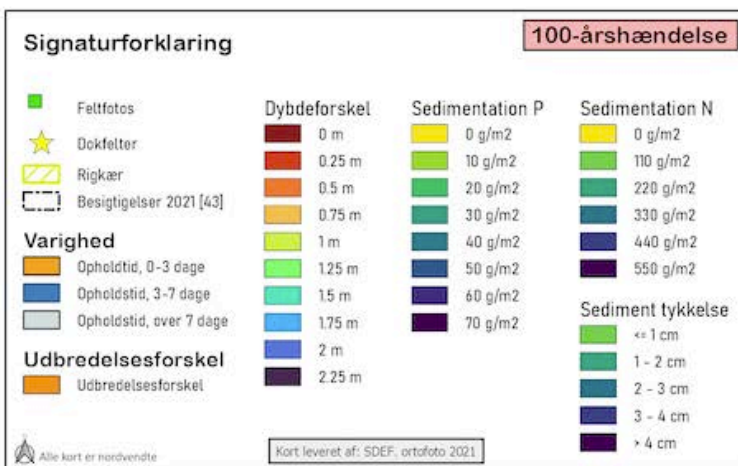 Signaturforklaring
100-årshændelse
Feltfotos
Dokfelter
Rigkær
Besigtigelser 2021 [43]
Varighed
Opholdtid, 0-3 dage
Opholdstid, 3-7 dage
Opholdstid, over 7 dage
Udbredelsesforskel
Udbredelsesforskel
Dybdeforskel
0 m
0.25 m
0.5 m
0.75 m
1 m
1.25 m
1.5 m
1.75 m
2 m
2.25 m
Sedimentation P
0 g/m2
10 g/m2
20 g/m2
30 g/m2
40 g/m2
50 g/m2
60 g/m2
70 g/m2
Sedimentation N
0 g/m2
110 g/m2
220 g/m2
330 g/m2
440 g/m2
550 g/m2
Sediment tykkelse
<= 1 cm
1 - 2 cm
2 - 3 cm
3 - 4 cm
> 4 cm
Alle kort er nordvendte
Kort leveret af: SDEF, ortofoto 2021